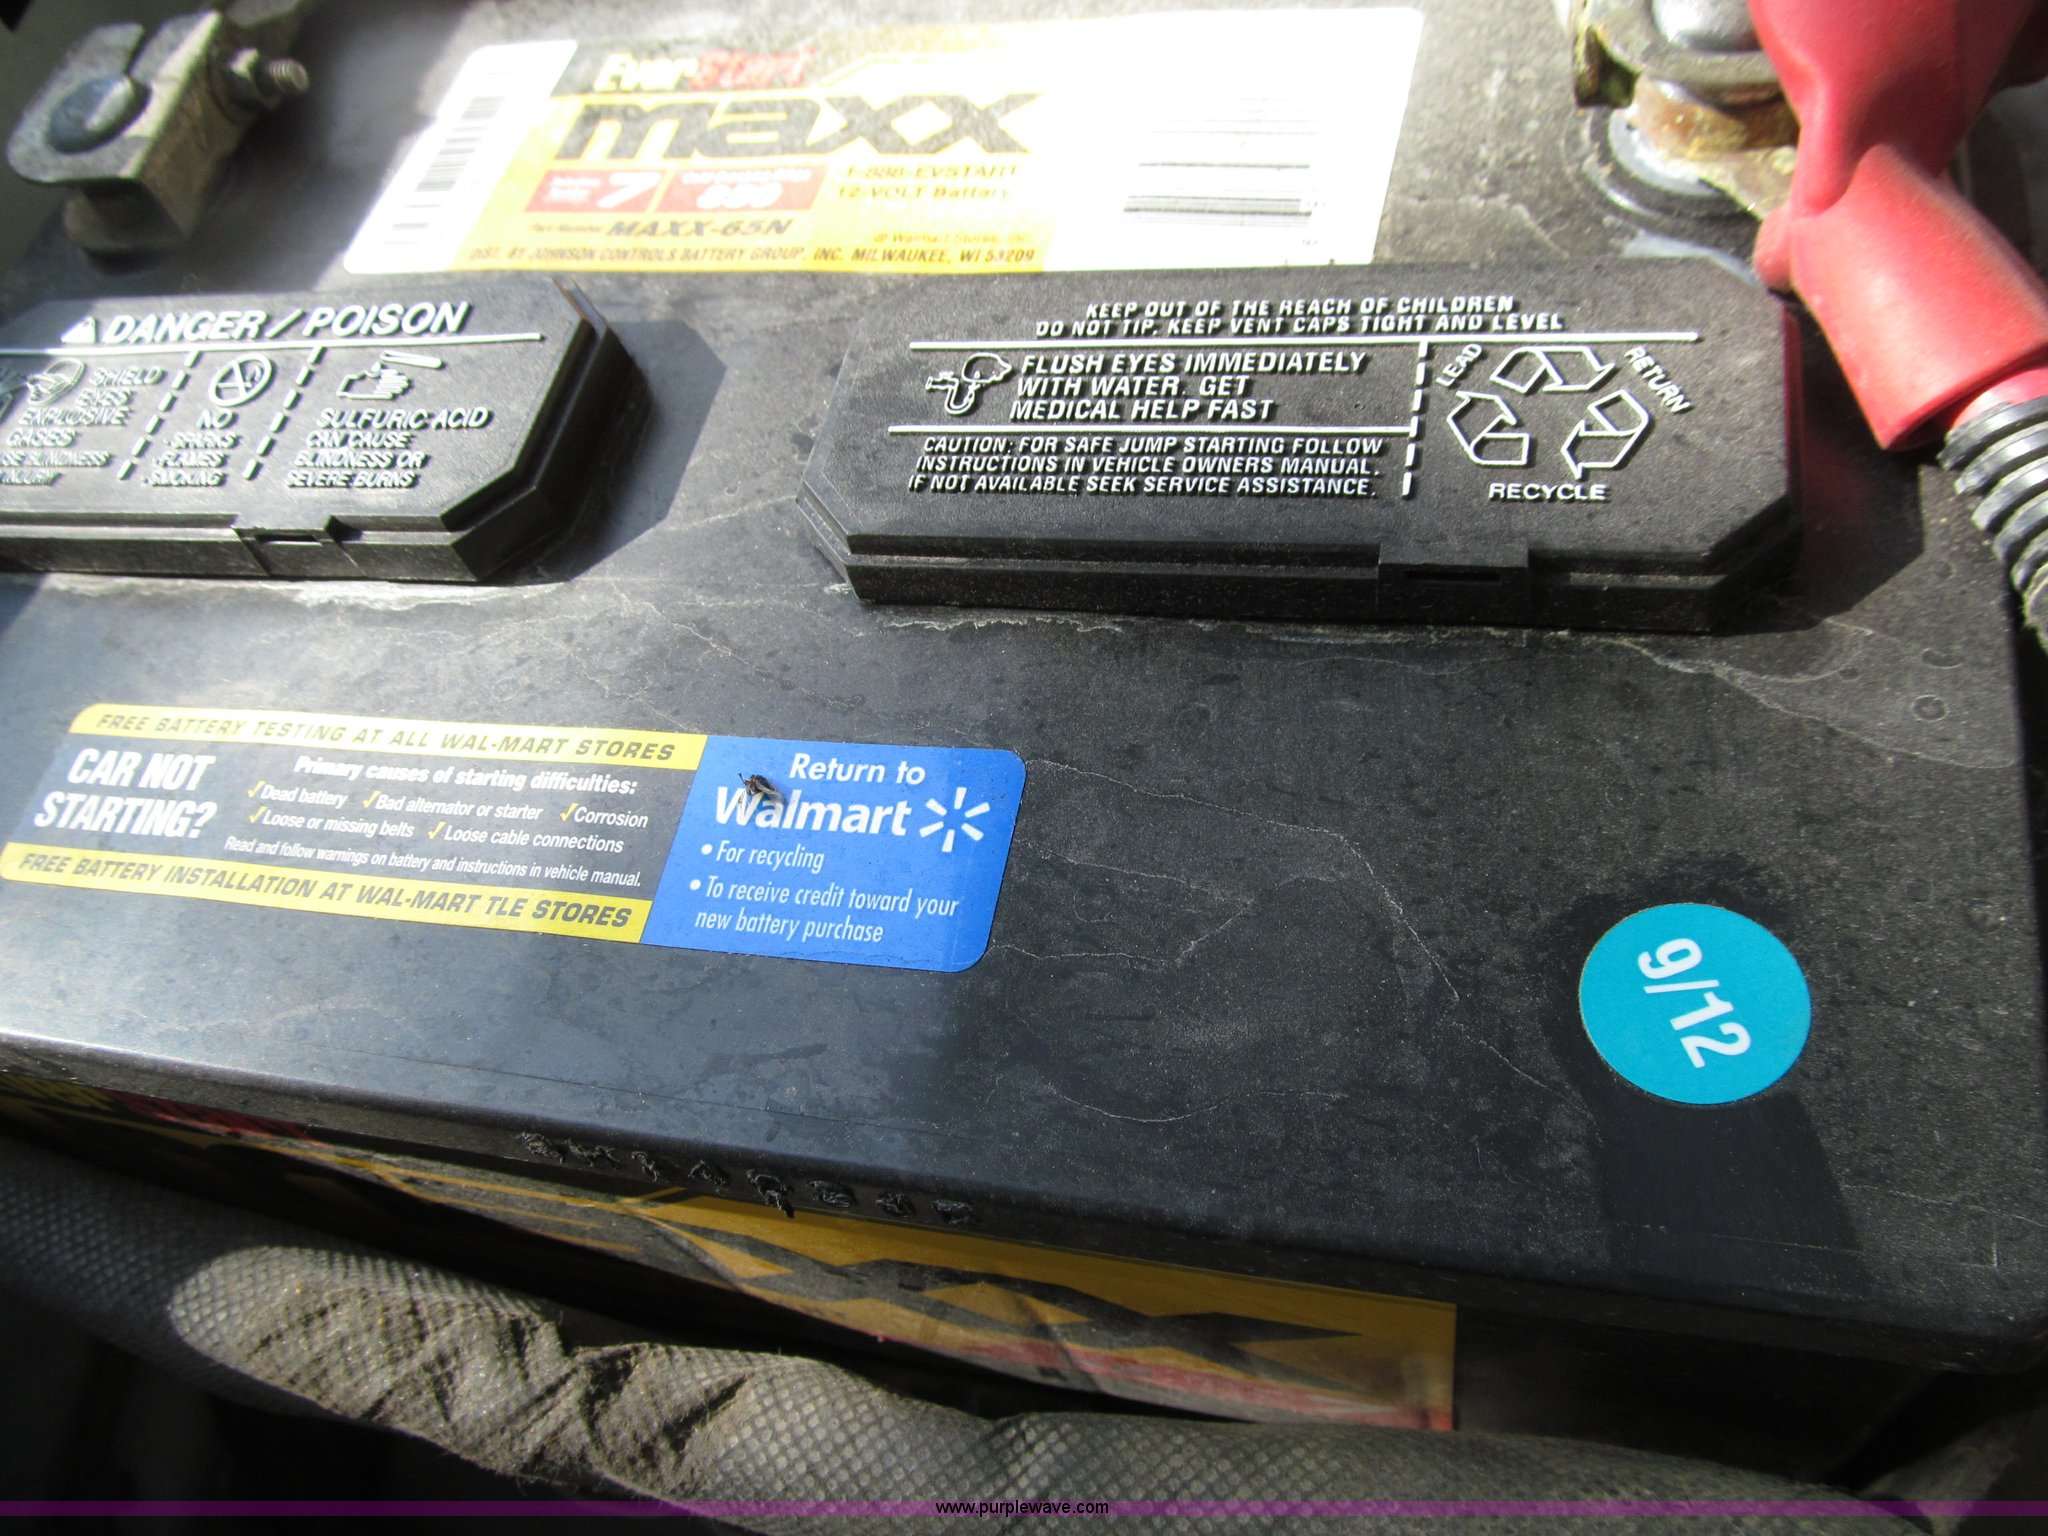 EverStart
maxx
7
850
1-888-EVSTART
12-VOLT Battery
MAXX-65N
© Walmart Stores, Inc.
DIST. BY JOHNSON CONTROLS BATTERY GROUP, INC. MILWAUKEE, WI 53209
DANGER / POISON
SHIELD
EYES
EXPLOSIVE
GASES
BLINDNESS
INJURY
NO
SPARKS
FLAMES
SMOKING
SULFURIC ACID
CAN CAUSE
BLINDNESS OR
SEVERE BURNS
KEEP OUT OF THE REACH OF CHILDREN
DO NOT TIP. KEEP VENT CAPS TIGHT AND LEVEL
FLUSH EYES IMMEDIATELY
WITH WATER. GET
MEDICAL HELP FAST
CAUTION: FOR SAFE JUMP STARTING FOLLOW
INSTRUCTIONS IN VEHICLE OWNERS MANUAL.
IF NOT AVAILABLE SEEK SERVICE ASSISTANCE.
LEAD
RETURN
RECYCLE
FREE BATTERY TESTING AT ALL WAL-MART STORES
CAR NOT
STARTING?
Primary causes of starting difficulties:
✓Dead battery ✓Bad alternator or starter ✓Corrosion
✓Loose or missing belts ✓Loose cable connections
Read and follow warnings on battery and instructions in vehicle manual.
FREE BATTERY INSTALLATION AT WAL-MART TLE STORES
Return to
Walmart
• For recycling
• To receive credit toward your
new battery purchase
9/12
www.purplewave.com